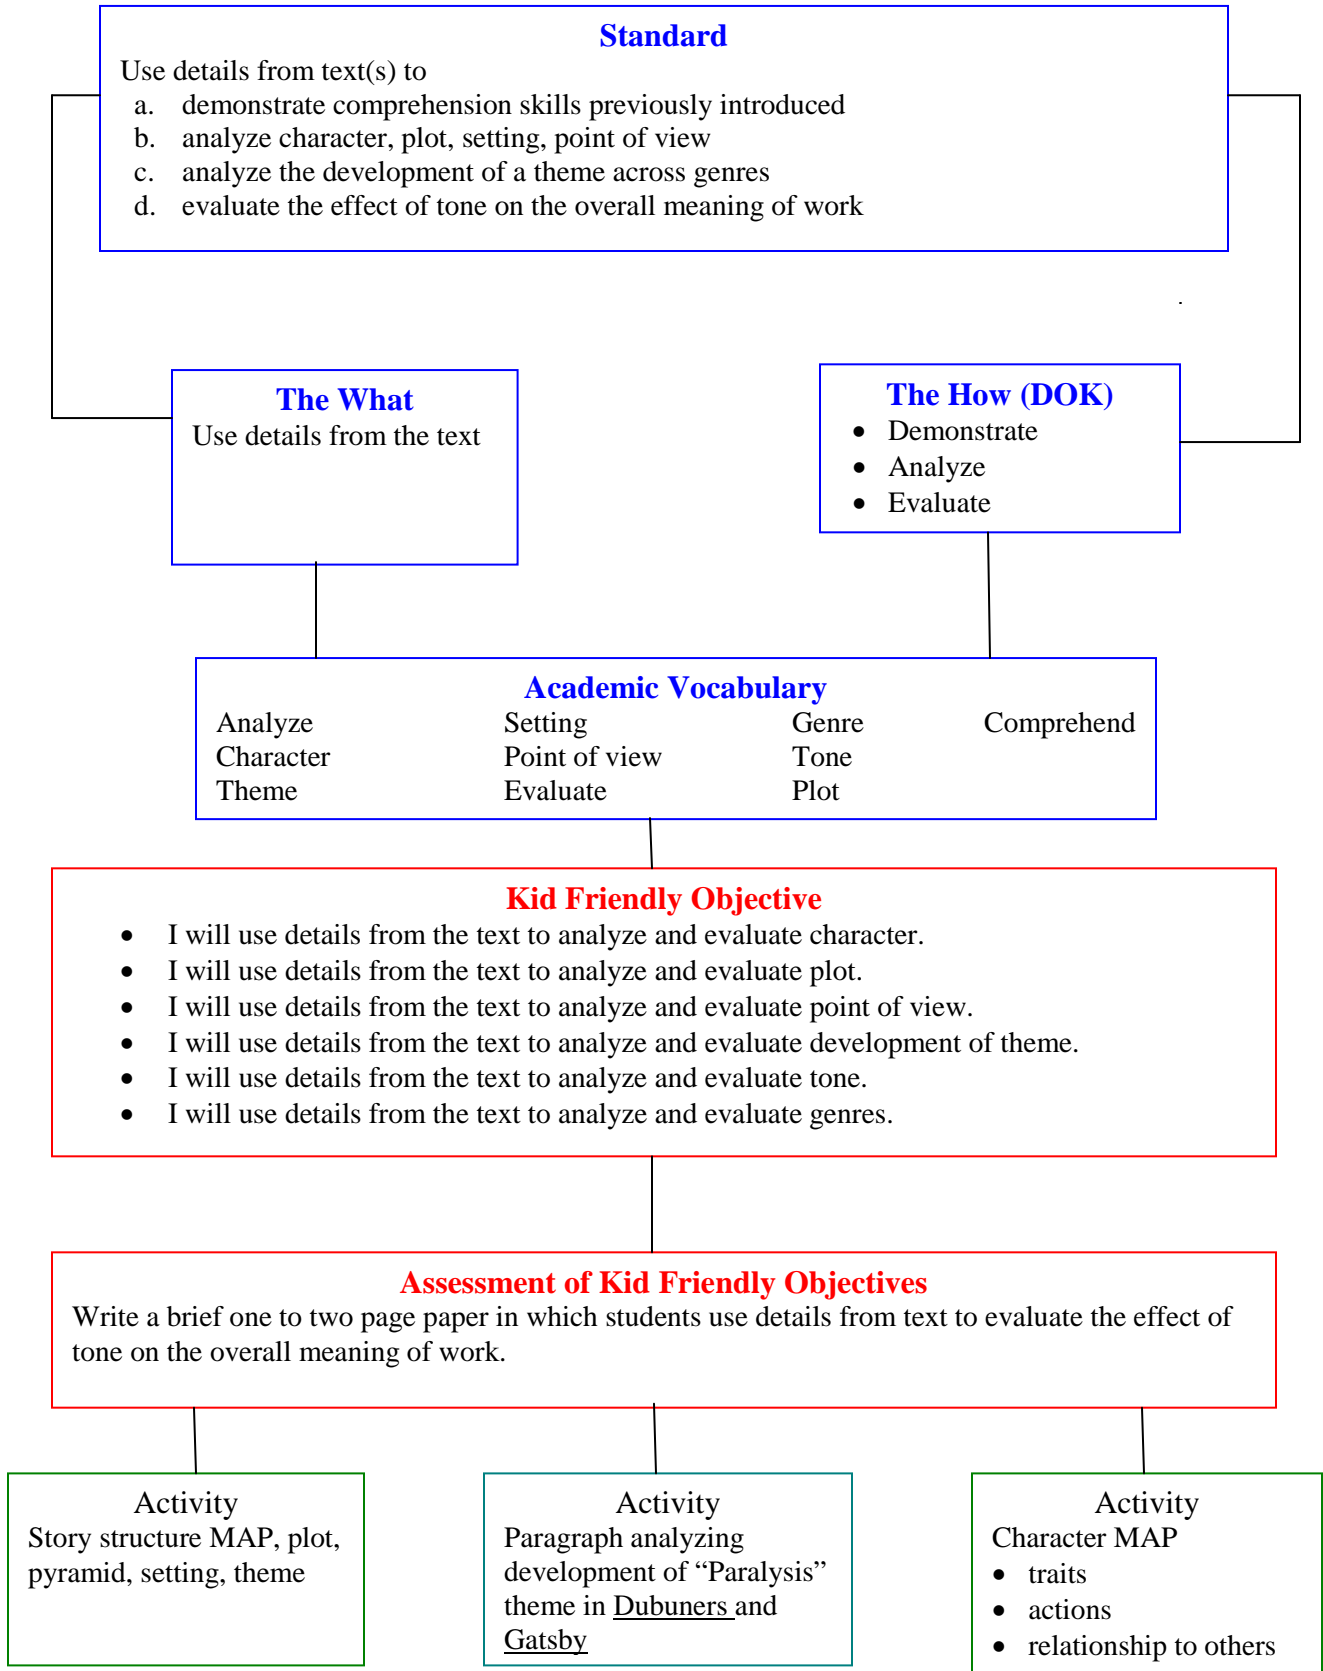 Standard
Use details from text(s) to
a. demonstrate comprehension skills previously introduced
b. analyze character, plot, setting, point of view
c. analyze the development of a theme across genres
d. evaluate the effect of tone on the overall meaning of work
The What
Use details from the text
The How (DOK)
• Demonstrate
• Analyze
• Evaluate
Academic Vocabulary
Analyze Setting Genre Comprehend
Character Point of view Tone
Theme Evaluate Plot
Kid Friendly Objective
• I will use details from the text to analyze and evaluate character.
• I will use details from the text to analyze and evaluate plot.
• I will use details from the text to analyze and evaluate point of view.
• I will use details from the text to analyze and evaluate development of theme.
• I will use details from the text to analyze and evaluate tone.
• I will use details from the text to analyze and evaluate genres.
Assessment of Kid Friendly Objectives
Write a brief one to two page paper in which students use details from text to evaluate the effect of
tone on the overall meaning of work.
Activity
Story structure MAP, plot,
pyramid, setting, theme
Activity
Paragraph analyzing
development of “Paralysis”
theme in Dubuners and
Gatsby
Activity
Character MAP
• traits
• actions
• relationship to others